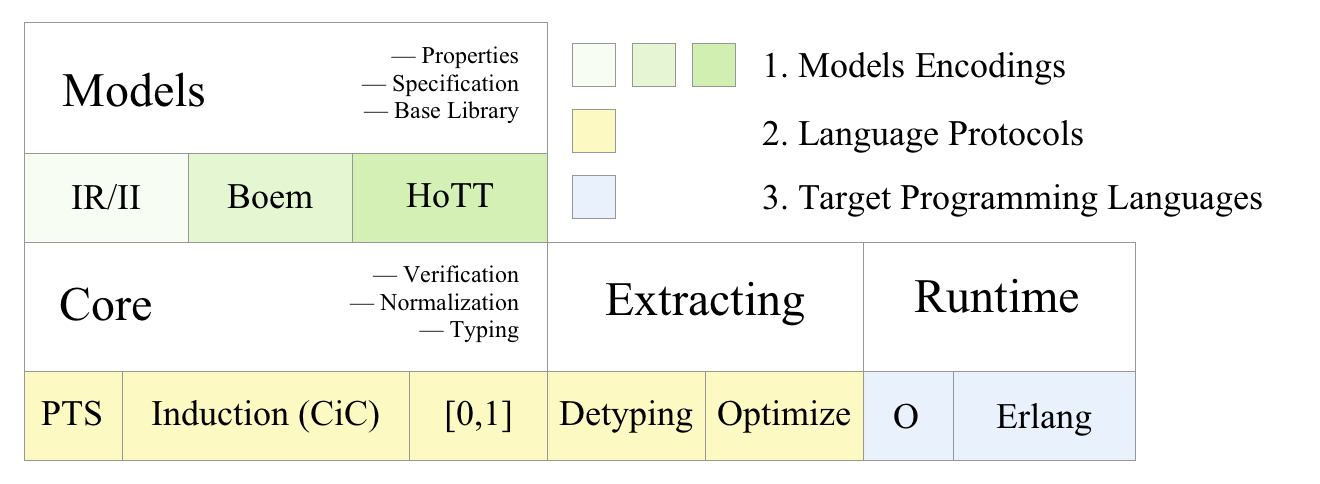 Models
— Properties
— Specification
— Base Library
IR/II
Boem
HoTT
1. Models Encodings
2. Language Protocols
3. Target Programming Languages
Core
— Verification
— Normalization
— Typing
Extracting
Runtime
PTS
Induction (CiC)
[0,1]
Detyping
Optimize
O
Erlang